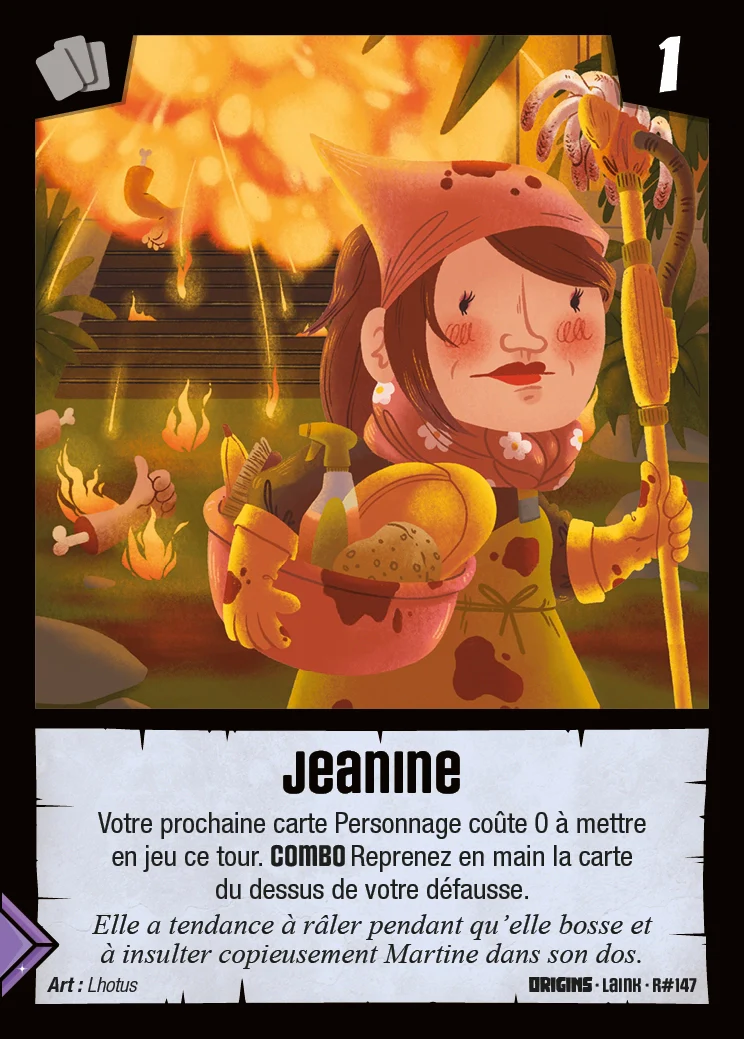 1
Jeanine
Votre prochaine carte Personnage coûte 0 à mettre
en jeu ce tour. COMBO Reprenez en main la carte
du dessus de votre défausse.
Elle a tendance à râler pendant qu’elle bosse et
à insulter copieusement Martine dans son dos.
Art : Lhotus
ORIGINS · LAINK · R#147